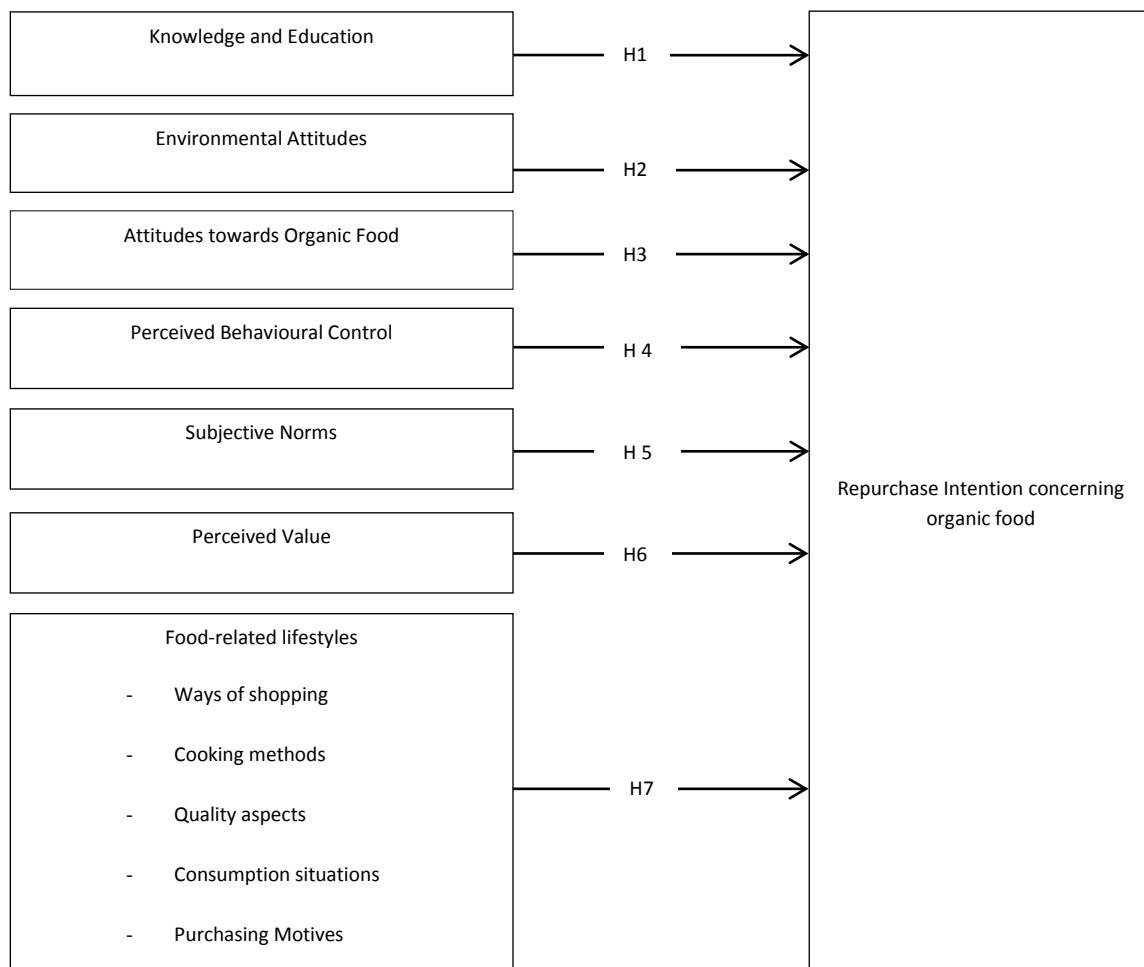 Knowledge and Education
H1
Environmental Attitudes
H2
Attitudes towards Organic Food
H3
Perceived Behavioural Control
H 4
Subjective Norms
H 5
Perceived Value
H6
Food-related lifestyles
- Ways of shopping
- Cooking methods
- Quality aspects
- Consumption situations
- Purchasing Motives
H7
Repurchase Intention concerning
organic food